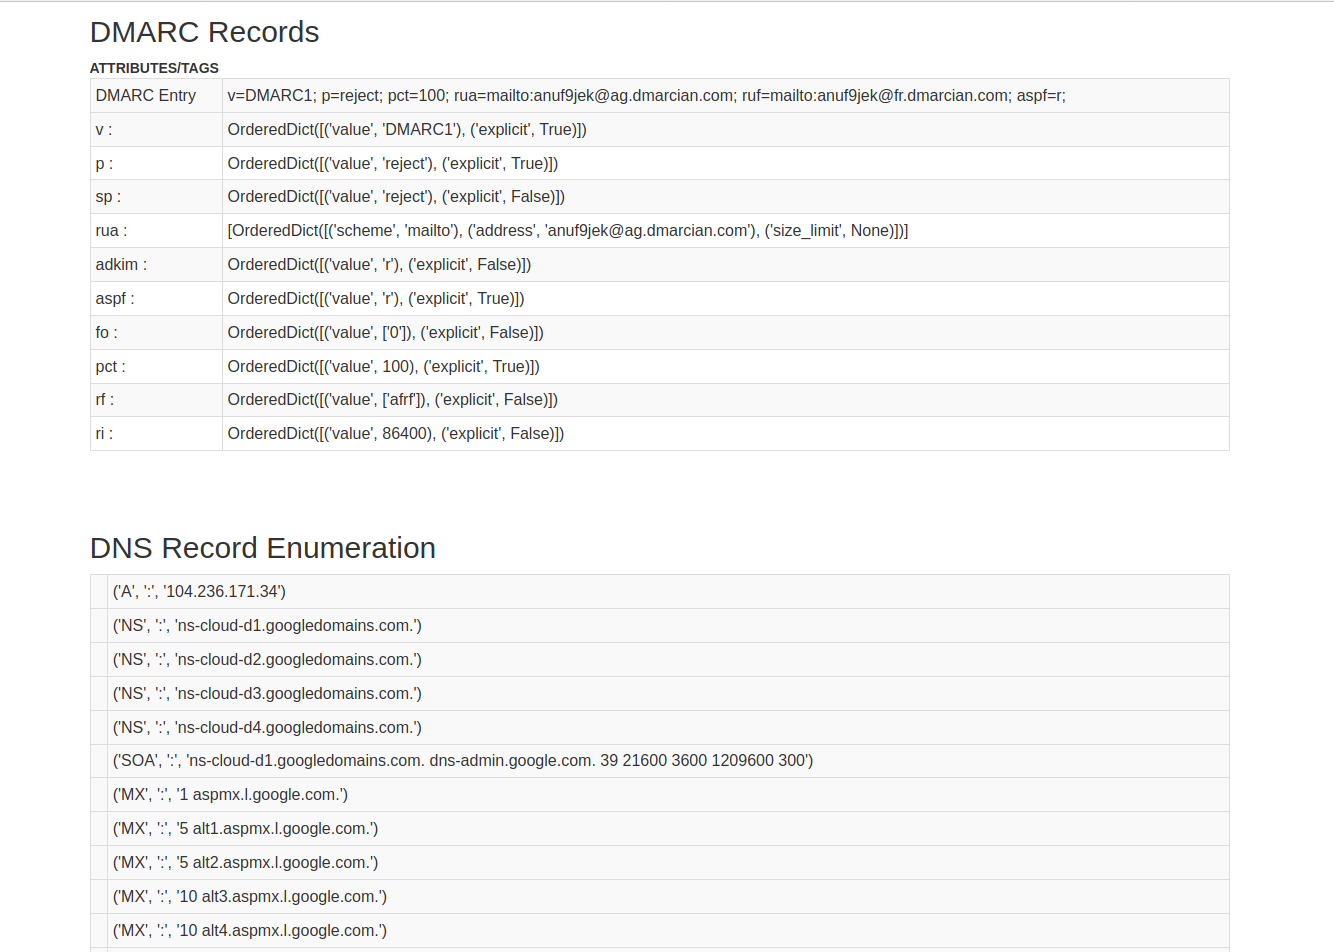 DMARC Records
ATTRIBUTES/TAGS
DMARC Entry v=DMARC1; p=reject; pct=100; rua=mailto:anuf9jek@ag.dmarcian.com; ruf=mailto:anuf9jek@fr.dmarcian.com; aspf=r;
v : OrderedDict([('value', 'DMARC1'), ('explicit', True)])
p : OrderedDict([('value', 'reject'), ('explicit', True)])
sp : OrderedDict([('value', 'reject'), ('explicit', False)])
rua : [OrderedDict([('scheme', 'mailto'), ('address', 'anuf9jek@ag.dmarcian.com'), ('size_limit', None)])]
adkim : OrderedDict([('value', 'r'), ('explicit', False)])
aspf : OrderedDict([('value', 'r'), ('explicit', True)])
fo : OrderedDict([('value', ['0']), ('explicit', False)])
pct : OrderedDict([('value', 100), ('explicit', True)])
rf : OrderedDict([('value', ['afrf']), ('explicit', False)])
ri : OrderedDict([('value', 86400), ('explicit', False)])
DNS Record Enumeration
('A', ':', '104.236.171.34')
('NS', ':', 'ns-cloud-d1.googledomains.com.')
('NS', ':', 'ns-cloud-d2.googledomains.com.')
('NS', ':', 'ns-cloud-d3.googledomains.com.')
('NS', ':', 'ns-cloud-d4.googledomains.com.')
('SOA', ':', 'ns-cloud-d1.googledomains.com. dns-admin.google.com. 39 21600 3600 1209600 300')
('MX', ':', '1 aspmx.l.google.com.')
('MX', ':', '5 alt1.aspmx.l.google.com.')
('MX', ':', '5 alt2.aspmx.l.google.com.')
('MX', ':', '10 alt3.aspmx.l.google.com.')
('MX', ':', '10 alt4.aspmx.l.google.com.')